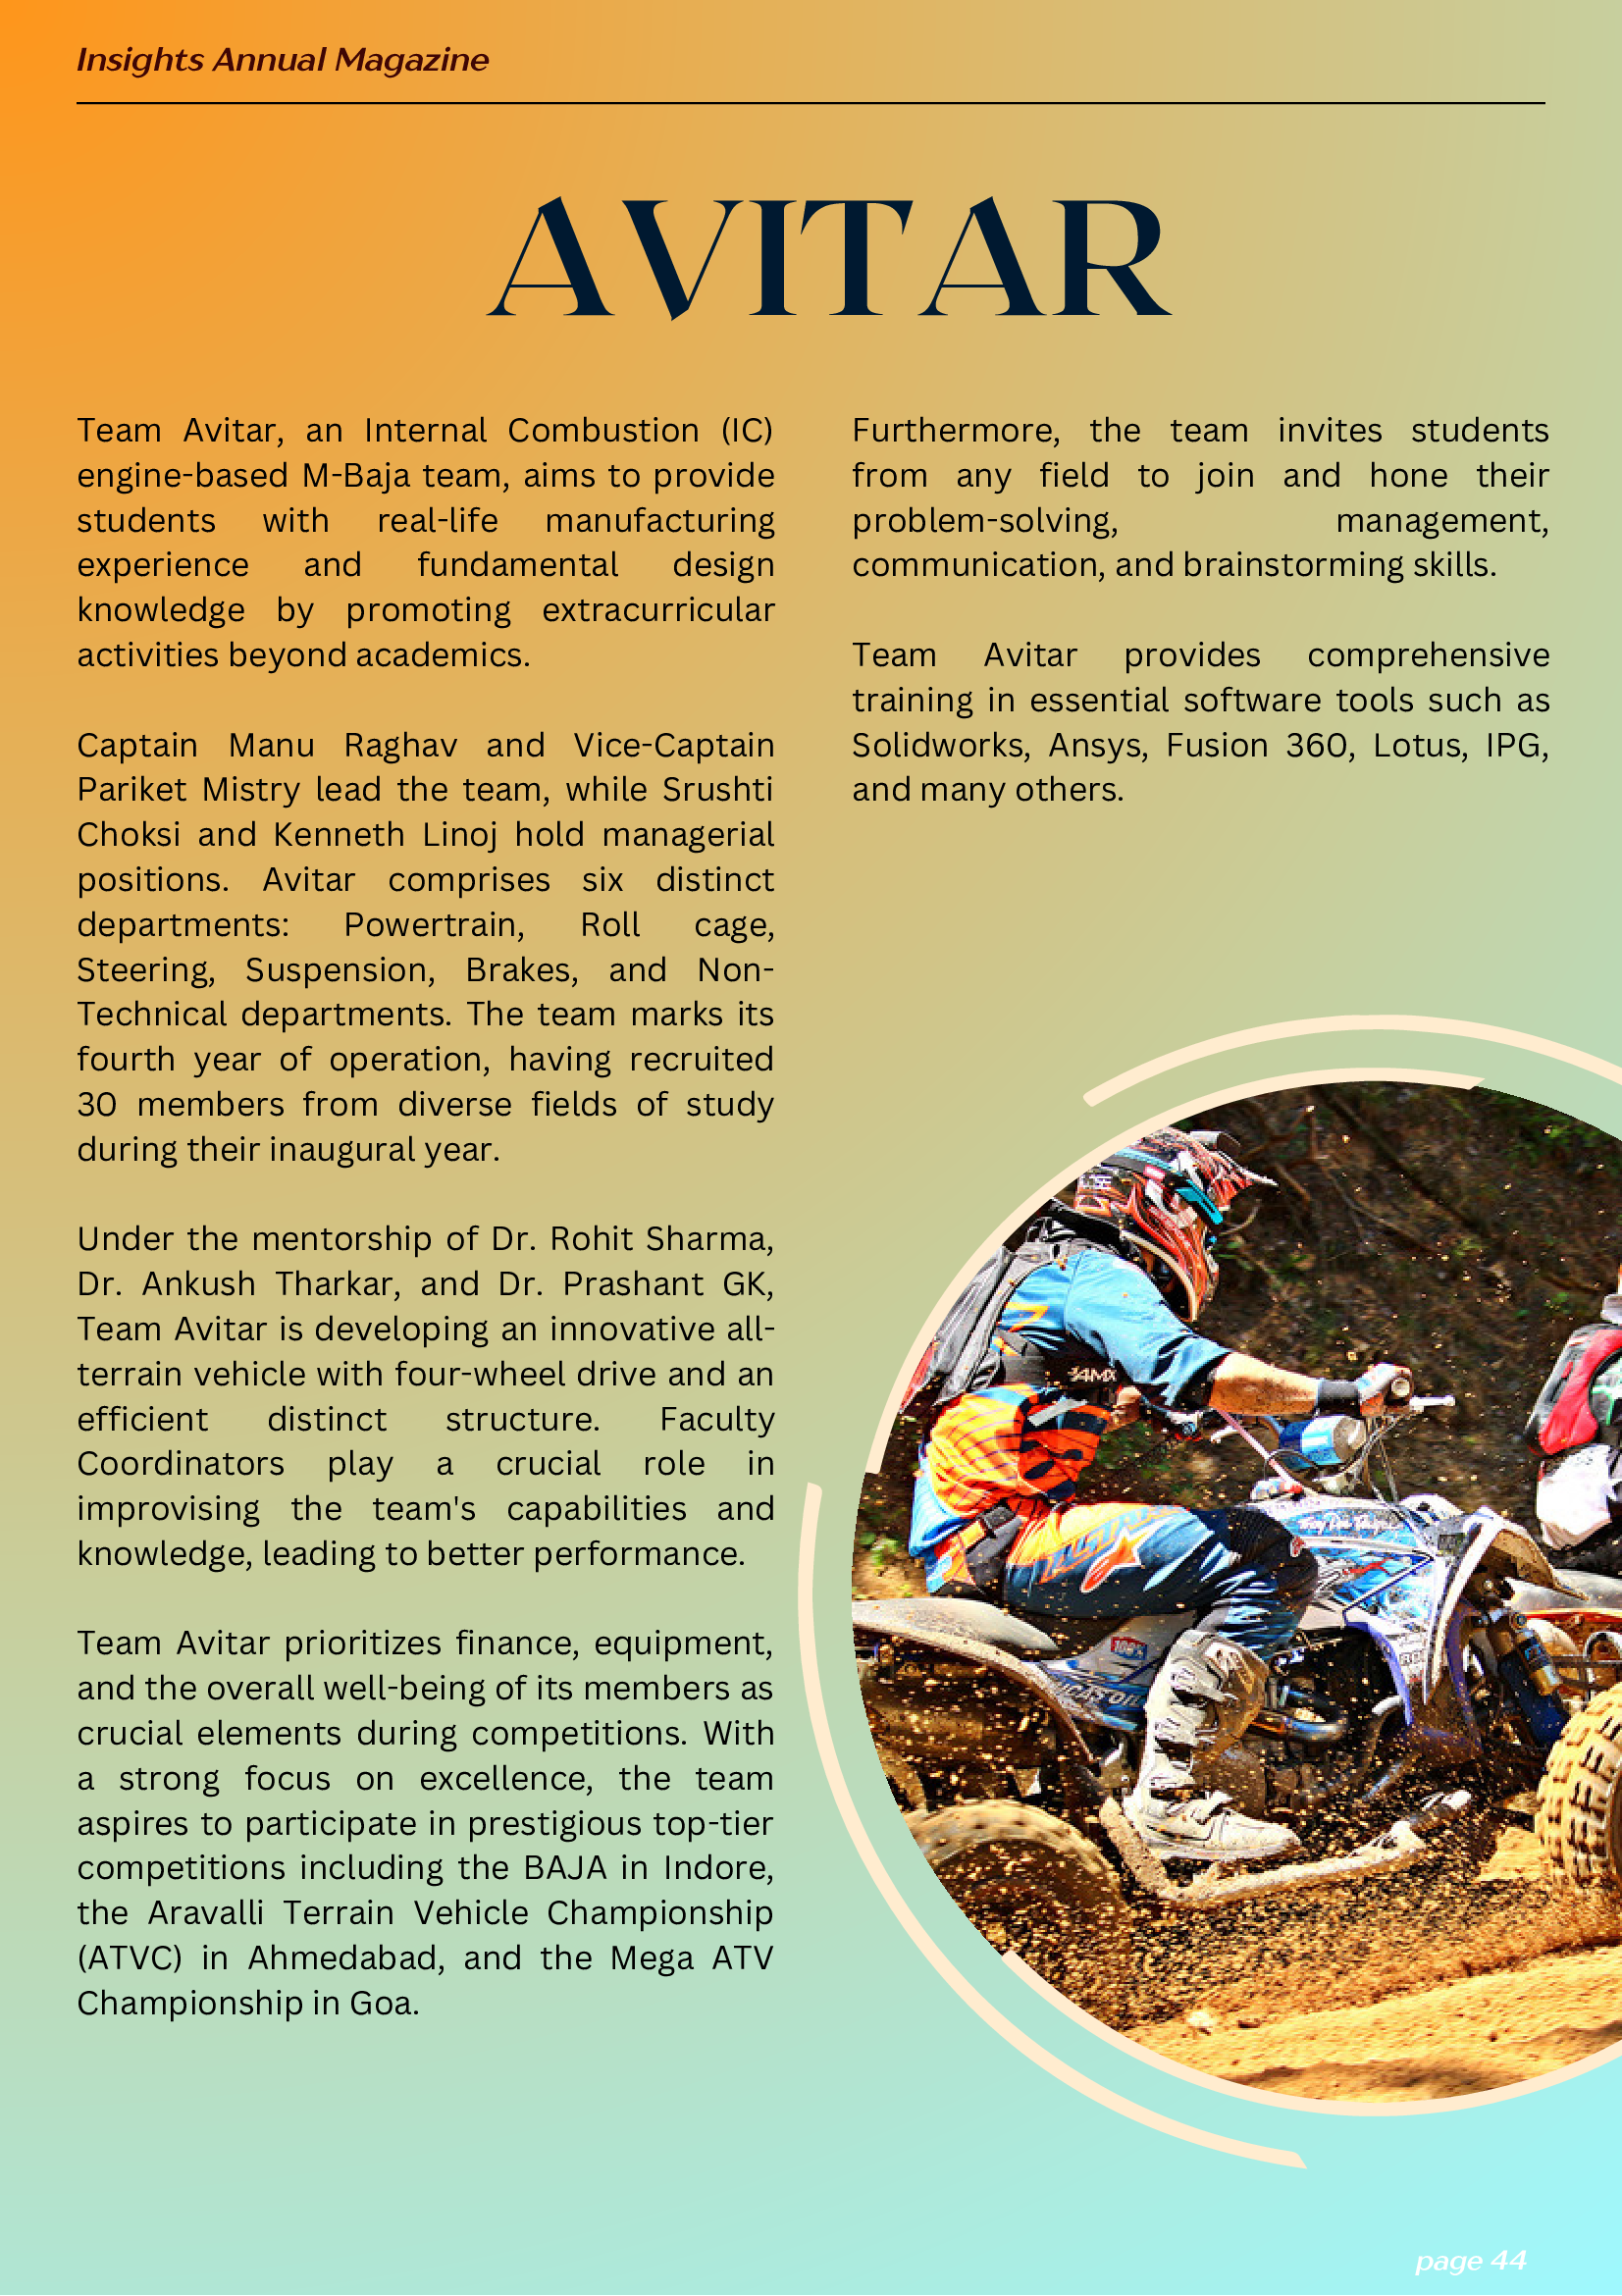 Insights Annual Magazine
AVITAR
Team Avitar, an Internal Combustion (IC)
engine-based M-Baja team, aims to provide
students with real-life manufacturing
experience and fundamental design
knowledge by promoting extracurricular
activities beyond academics.
Captain Manu Raghav and Vice-Captain
Pariket Mistry lead the team, while Srushti
Choksi and Kenneth Linoj hold managerial
positions. Avitar comprises six distinct
departments: Powertrain, Roll cage,
Steering, Suspension, Brakes, and Non-
Technical departments. The team marks its
fourth year of operation, having recruited
30 members from diverse fields of study
during their inaugural year.
Under the mentorship of Dr. Rohit Sharma,
Dr. Ankush Tharkar, and Dr. Prashant GK,
Team Avitar is developing an innovative all-
terrain vehicle with four-wheel drive and an
efficient distinct structure. Faculty
Coordinators play a crucial role in
improvising the team's capabilities and
knowledge, leading to better performance.
Team Avitar prioritizes finance, equipment,
and the overall well-being of its members as
crucial elements during competitions. With
a strong focus on excellence, the team
aspires to participate in prestigious top-tier
competitions including the BAJA in Indore,
the Aravalli Terrain Vehicle Championship
(ATVC) in Ahmedabad, and the Mega ATV
Championship in Goa.
Furthermore, the team invites students
from any field to join and hone their
problem-solving, management,
communication, and brainstorming skills.
Team Avitar provides comprehensive
training in essential software tools such as
Solidworks, Ansys, Fusion 360, Lotus, IPG,
and many others.
page 44